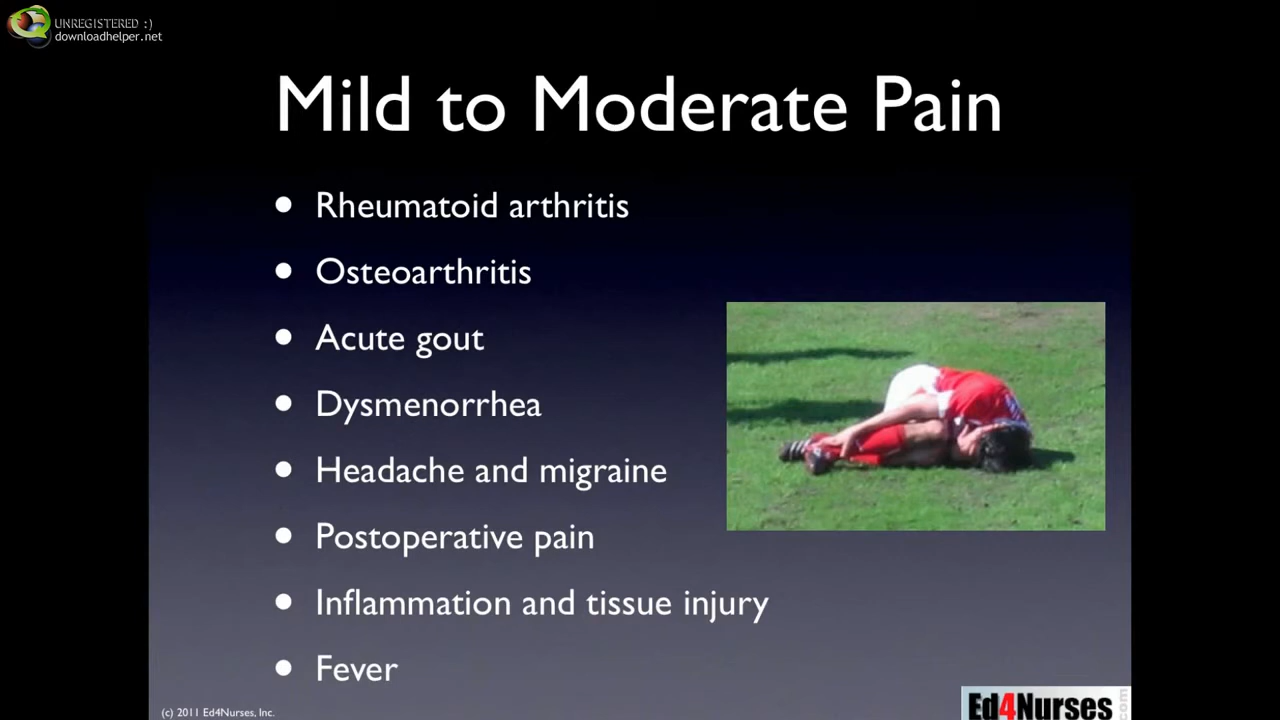 UNREGISTERED :)
downloadhelper.net
Mild to Moderate Pain
• Rheumatoid arthritis
• Osteoarthritis
• Acute gout
• Dysmenorrhea
• Headache and migraine
• Postoperative pain
• Inflammation and tissue injury
• Fever
(c) 2011 Ed4Nurses, Inc.
Ed4Nurses
.com